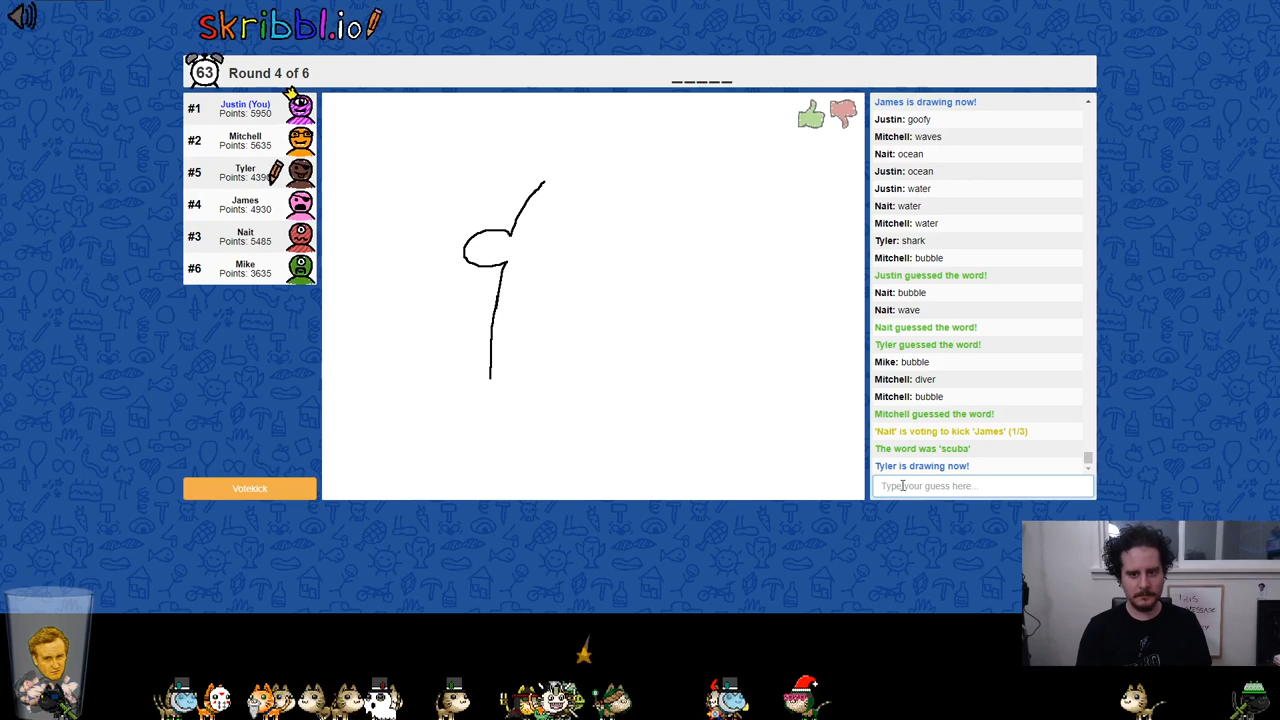 skribbl.io
63
Round 4 of 6
_____
#1
Justin (You)
Points: 5950
#2
Mitchell
Points: 5635
#5
Tyler
#4
James
Points: 4930
#3
Nait
Points: 5485
#6
Mike
Points: 3635
Votekick
James is drawing now!
Justin: goofy
Mitchell: waves
Nait: ocean
Justin: ocean
Justin: water
Nait: water
Mitchell: water
Tyler: shark
Mitchell: bubble
Justin guessed the word!
Nait: bubble
Nait: wave
Nait guessed the word!
Tyler guessed the word!
Mike: bubble
Mitchell: diver
Mitchell: bubble
Mitchell guessed the word!
'Nait' is voting to kick 'James' (1/3)
The word was 'scuba'
Tyler is drawing now!
Type your guess here...